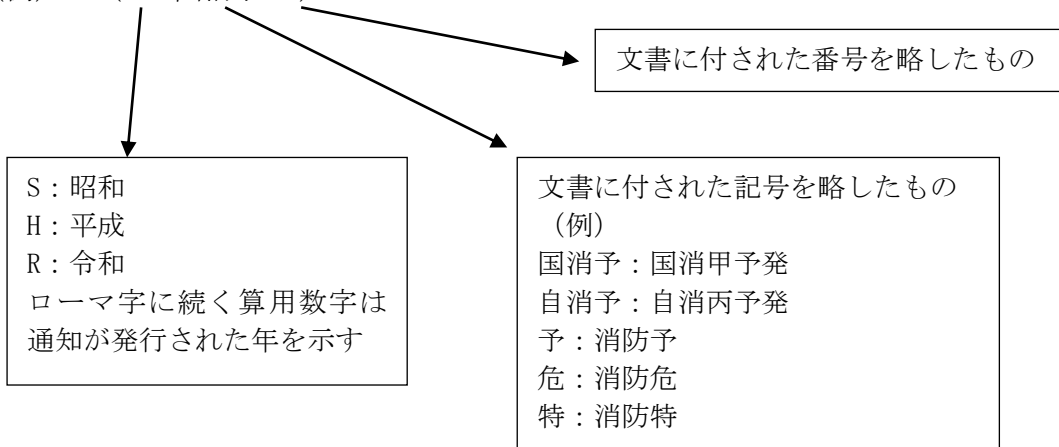 文書に付された番号を略したもの
S：昭和
H：平成
R：令和
ローマ字に続く算用数字は
通知が発行された年を示す
文書に付された記号を略したもの
（例）
国消予：国消甲予発
自消予：自消丙予発
予：消防予
危：消防危
特：消防特